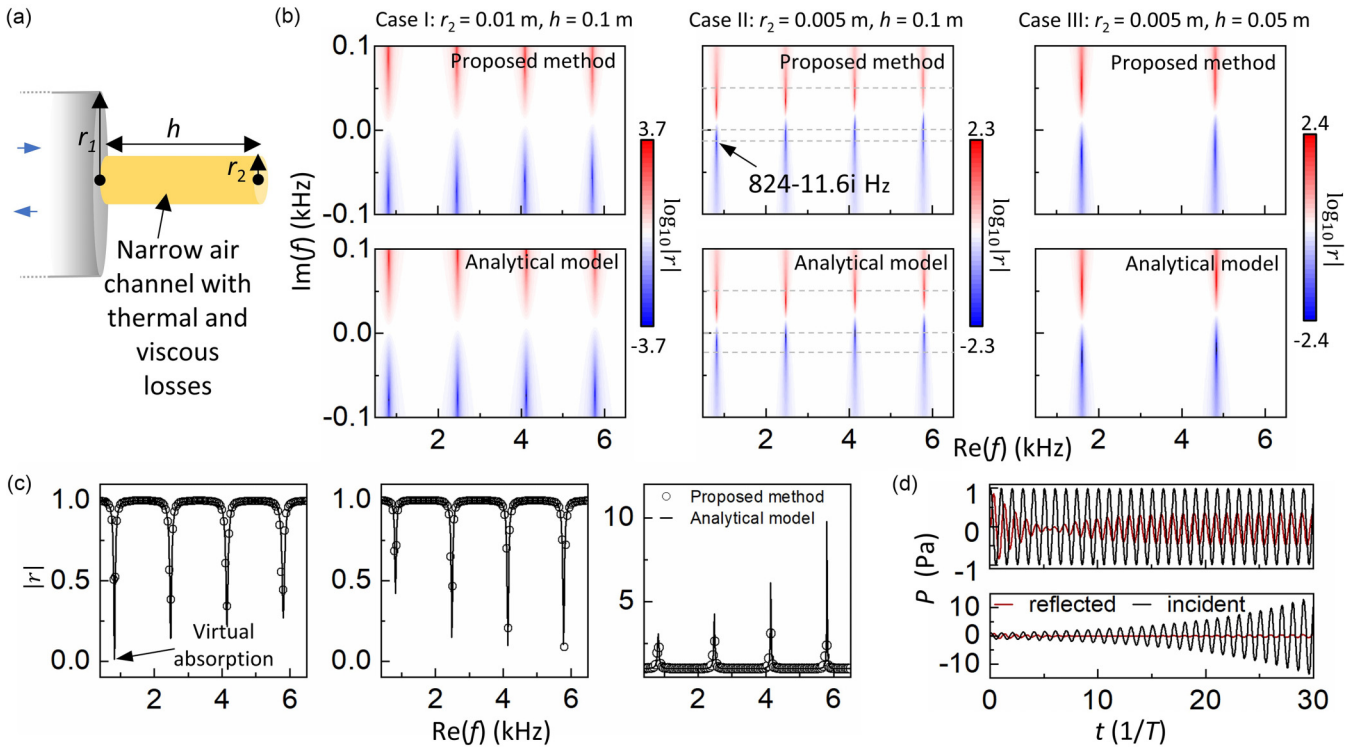 (a)
r1
h
r2
Narrow air
channel with
thermal and
viscous
losses
(b)
Case I: r2 = 0.01 m, h = 0.1 m
Case II: r2 = 0.005 m, h = 0.1 m
Case III: r2 = 0.005 m, h = 0.05 m
0.1
Proposed method
Proposed method
Proposed method
0.0
-0.1
824-11.6i Hz
Im(f) (kHz)
3.7
log10|r|
-3.7
2.3
log10|r|
-2.3
2.4
log10|r|
-2.4
0.1
Analytical model
Analytical model
Analytical model
0.0
-0.1
2 4 6
2 4 6
2 4 6
Re(f) (kHz)
(c)
|r|
1.0
0.5
0.0
Virtual
absorption
2 4 6
1.0
0.5
0.0
2 4 6
Proposed method
Analytical model
10
5
2 4 6
Re(f) (kHz)
(d)
P (Pa)
1
0
-1
reflected
incident
10
0
-10
0 10 20 30
t (1/T)